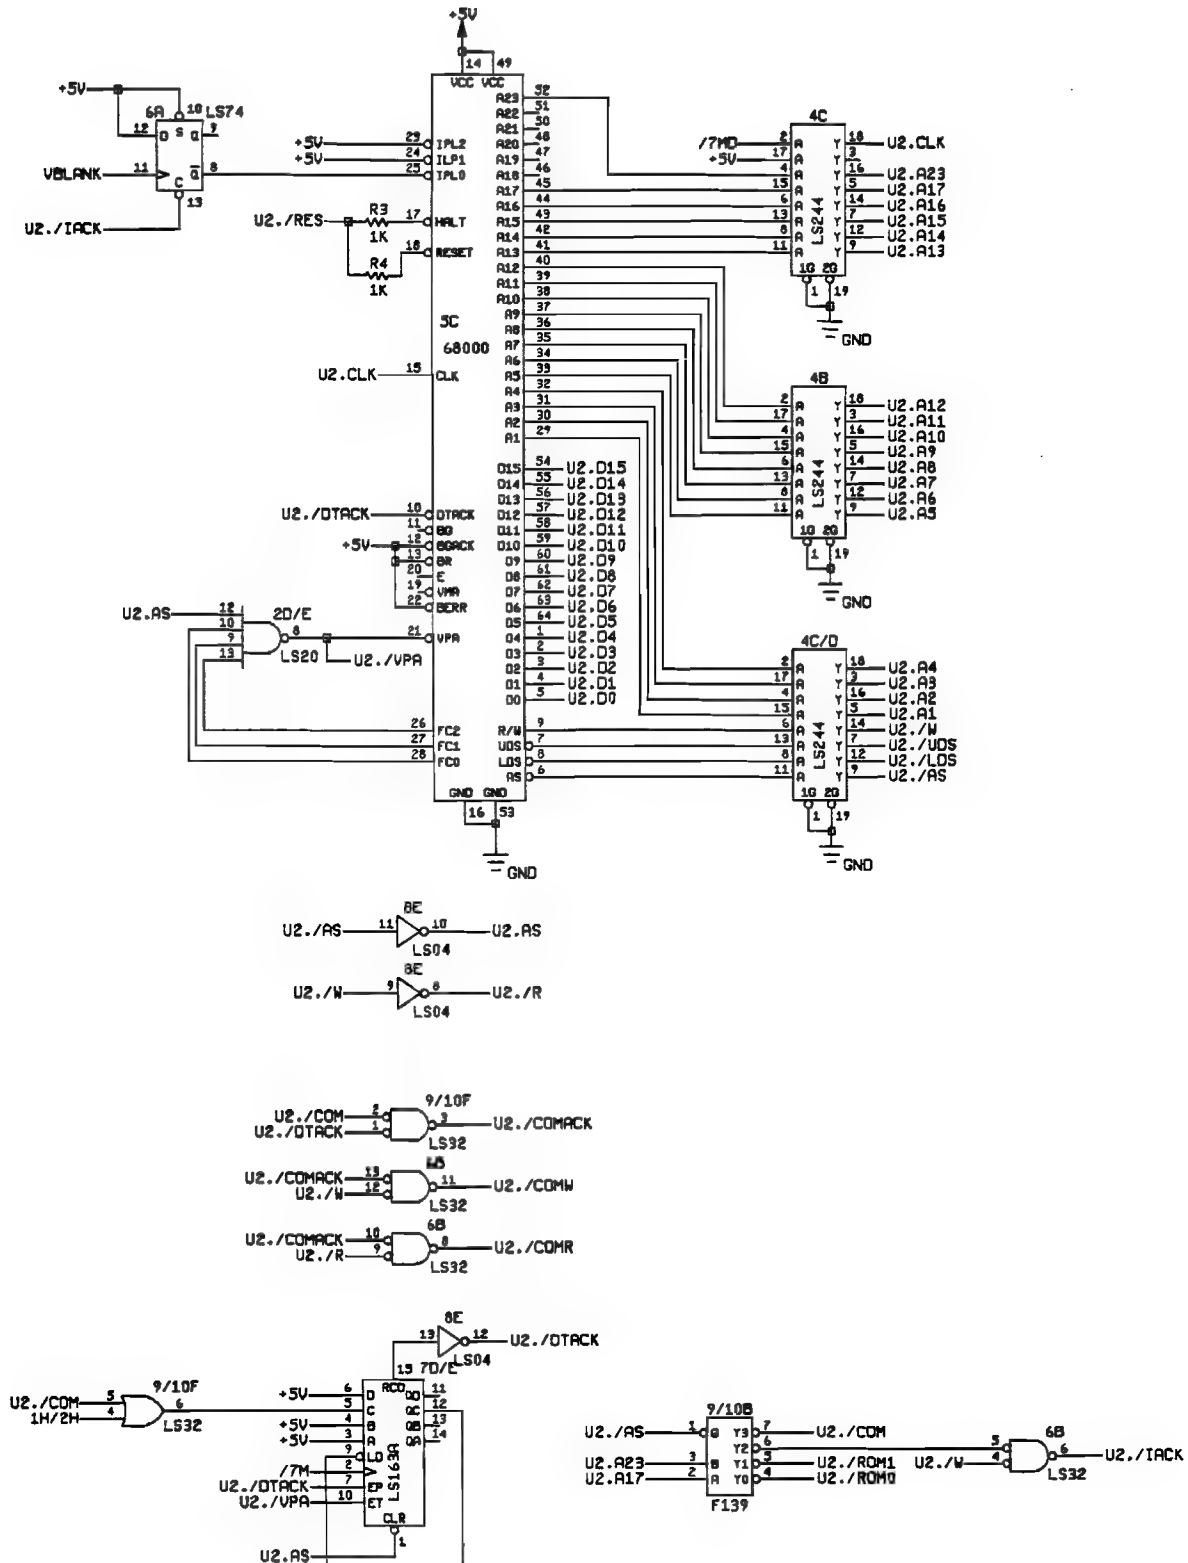 +5V
14 49
VCC VCC
+5V
10 LS74
6A
12 D S Q 9
VBLANK 11 Q 8
C
13
U2./IACK
+5V 23 IPL2
+5V 24 ILP1
25 IPL0
U2./RES R3 17 HALT
1K
18 RESET
R4
1K
5C
68000
U2.CLK 15 CLK
U2./DTACK 10 DTACK
11 BG
+5V 12 BGACK
13 BR
20 E
19 VMA
22 BERR
U2.AS 12 2D/E
10
9 8 21 VPA
13 LS20 U2./VPA
26 FC2
27 FC1
28 FC0
GND GND
16 53
GND
A23 52
A22 51
A21 50
A20 48
A19 47
A18 46
A17 45
A16 44
A15 43
A14 42
A13 41
A12 40
A11 39
A10 38
A9 37
A8 36
A7 35
A6 34
A5 33
A4 32
A3 31
A2 30
A1 29
D15 54 U2.D15
D14 55 U2.D14
D13 56 U2.D13
D12 57 U2.D12
D11 58 U2.D11
D10 59 U2.D10
D9 60 U2.D9
D8 61 U2.D8
D7 62 U2.D7
D6 63 U2.D6
D5 64 U2.D5
D4 1 U2.D4
D3 2 U2.D3
D2 3 U2.D2
D1 4 U2.D1
D0 5 U2.D0
R/W 9
UDS 7
LDS 8
AS 6
4C
/7MD 2 A Y 18 U2.CLK
+5V 17 A Y 3
4 A Y 16 U2.A23
15 A Y 5 U2.A17
6 A Y 14 U2.A16
13 A Y 7 U2.A15
8 A Y 12 U2.A14
11 A Y 9 U2.A13
LS244
1G 2G
1 19
GND
4B
2 A Y 18 U2.A12
17 A Y 3 U2.A11
4 A Y 16 U2.A10
15 A Y 5 U2.A9
6 A Y 14 U2.A8
13 A Y 7 U2.A7
8 A Y 12 U2.A6
11 A Y 9 U2.A5
LS244
1G 2G
1 19
GND
4C/D
2 A Y 18 U2.A4
17 A Y 3 U2.A3
4 A Y 16 U2.A2
15 A Y 5 U2.A1
6 A Y 14 U2./W
13 A Y 7 U2./UDS
8 A Y 12 U2./LDS
11 A Y 9 U2./AS
LS244
1G 2G
1 19
GND
8E
U2./AS 11 10 U2.AS
LS04
8E
U2./W 9 8 U2./R
LS04
9/10F
U2./COM 2 3 U2./COMACK
U2./DTACK 1
LS32
6B
U2./COMACK 13 11 U2./COMW
U2./W 12
LS32
6B
U2./COMACK 10 8 U2./COMR
U2./R 9
LS32
8E
13 12 U2./DTACK
LS04
15 7D/E
RCO
9/10F
U2./COM 5 6
1H/2H 4
LS32
+5V 6 D QD 11
5 C QC 12
+5V 4 B QB 13
+5V 3 A QA 14
9 LD
/7M 2
U2./DTACK 7 EP
U2./VPA 10 ET
LS163A
CLR
1
U2.AS
9/10B
U2./AS 1 G Y3 7 U2./COM
Y2 6
U2.A23 3 B Y1 5 U2./ROM1
U2.A17 2 A Y0 4 U2./ROM0
F139
6B
5
U2./W 4 6 U2./IACK
LS32